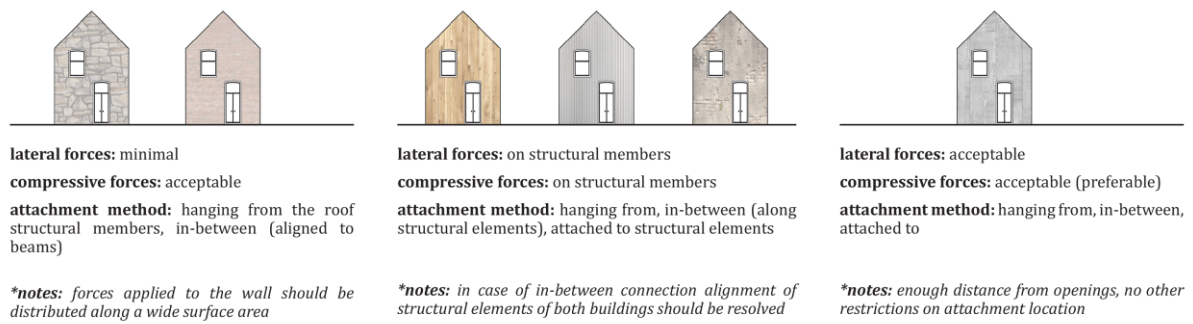 lateral forces: minimal
compressive forces: acceptable
attachment method: hanging from the roof
structural members, in-between (aligned to
beams)
*notes: forces applied to the wall should be
distributed along a wide surface area
lateral forces: on structural members
compressive forces: on structural members
attachment method: hanging from, in-between (along
structural elements), attached to structural elements
*notes: in case of in-between connection alignment of
structural elements of both buildings should be resolved
lateral forces: acceptable
compressive forces: acceptable (preferable)
attachment method: hanging from, in-between,
attached to
*notes: enough distance from openings, no other
restrictions on attachment location